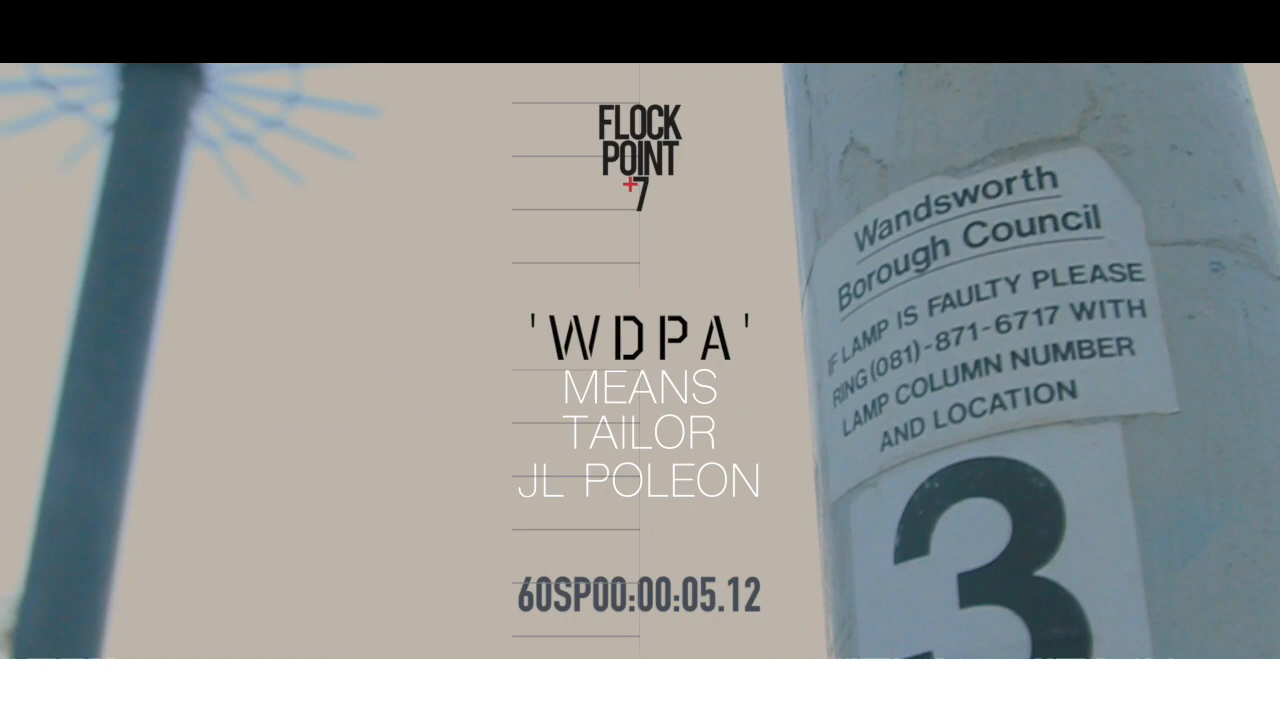 FLOCK
POINT
+7
'WDPA'
MEANS
TAILOR
JL POLEON
60SP00:00:05.12
Wandsworth
Borough Council
IF LAMP IS FAULTY PLEASE
RING (081)-871-6717 WITH
LAMP COLUMN NUMBER
AND LOCATION
3